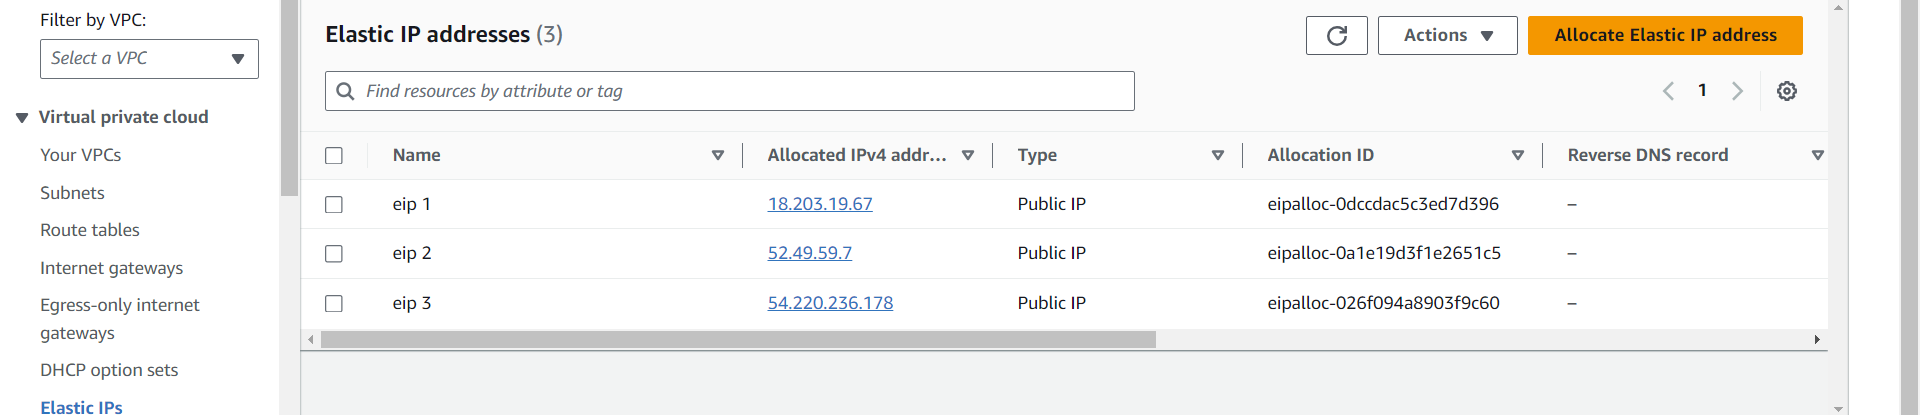 Filter by VPC:
Select a VPC
Virtual private cloud
Your VPCs
Subnets
Route tables
Internet gateways
Egress-only internet
gateways
DHCP option sets
Elastic IPs
Elastic IP addresses (3)
Actions
Allocate Elastic IP address
Find resources by attribute or tag
1
Name Allocated IPv4 addr... Type Allocation ID Reverse DNS record
eip 1 18.203.19.67 Public IP eipalloc-0dccdac5c3ed7d396 –
eip 2 52.49.59.7 Public IP eipalloc-0a1e19d3f1e2651c5 –
eip 3 54.220.236.178 Public IP eipalloc-026f094a8903f9c60 –